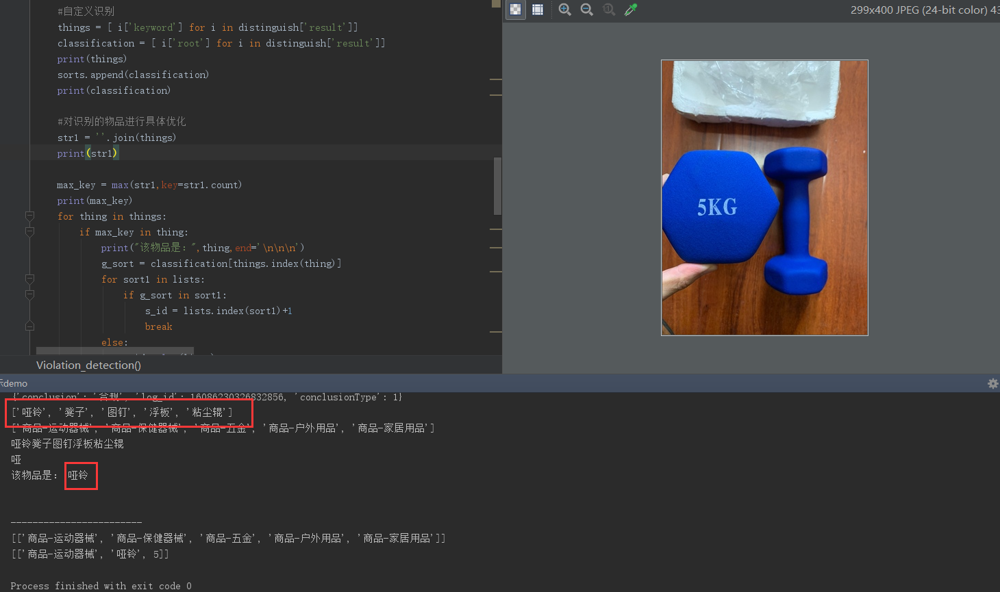 #自定义识别
things = [ i['keyword'] for i in distinguish['result']]
classification = [ i['root'] for i in distinguish['result']]
print(things)
sorts.append(classification)
print(classification)
#对识别的物品进行具体优化
str1 = ''.join(things)
print(str1)
max_key = max(str1,key=str1.count)
print(max_key)
for thing in things:
if max_key in thing:
print("该物品是：",thing,end='\n\n\n')
g_sort = classification[things.index(thing)]
for sort1 in lists:
if g_sort in sort1:
s_id = lists.index(sort1)+1
break
else:
Violation_detection()
299x400 JPEG (24-bit color) 43
5KG
demo
{'conclusion': '合规', 'log_id': 16086230326832856, 'conclusionType': 1}
['哑铃', '凳子', '图钉', '浮板', '粘尘辊']
['商品-运动器械', '商品-保健器械', '商品-五金', '商品-户外用品', '商品-家居用品']
哑铃凳子图钉浮板粘尘辊
哑
该物品是： 哑铃
------------------------
[['商品-运动器械', '商品-保健器械', '商品-五金', '商品-户外用品', '商品-家居用品']]
[['商品-运动器械', '哑铃', 5]]
Process finished with exit code 0